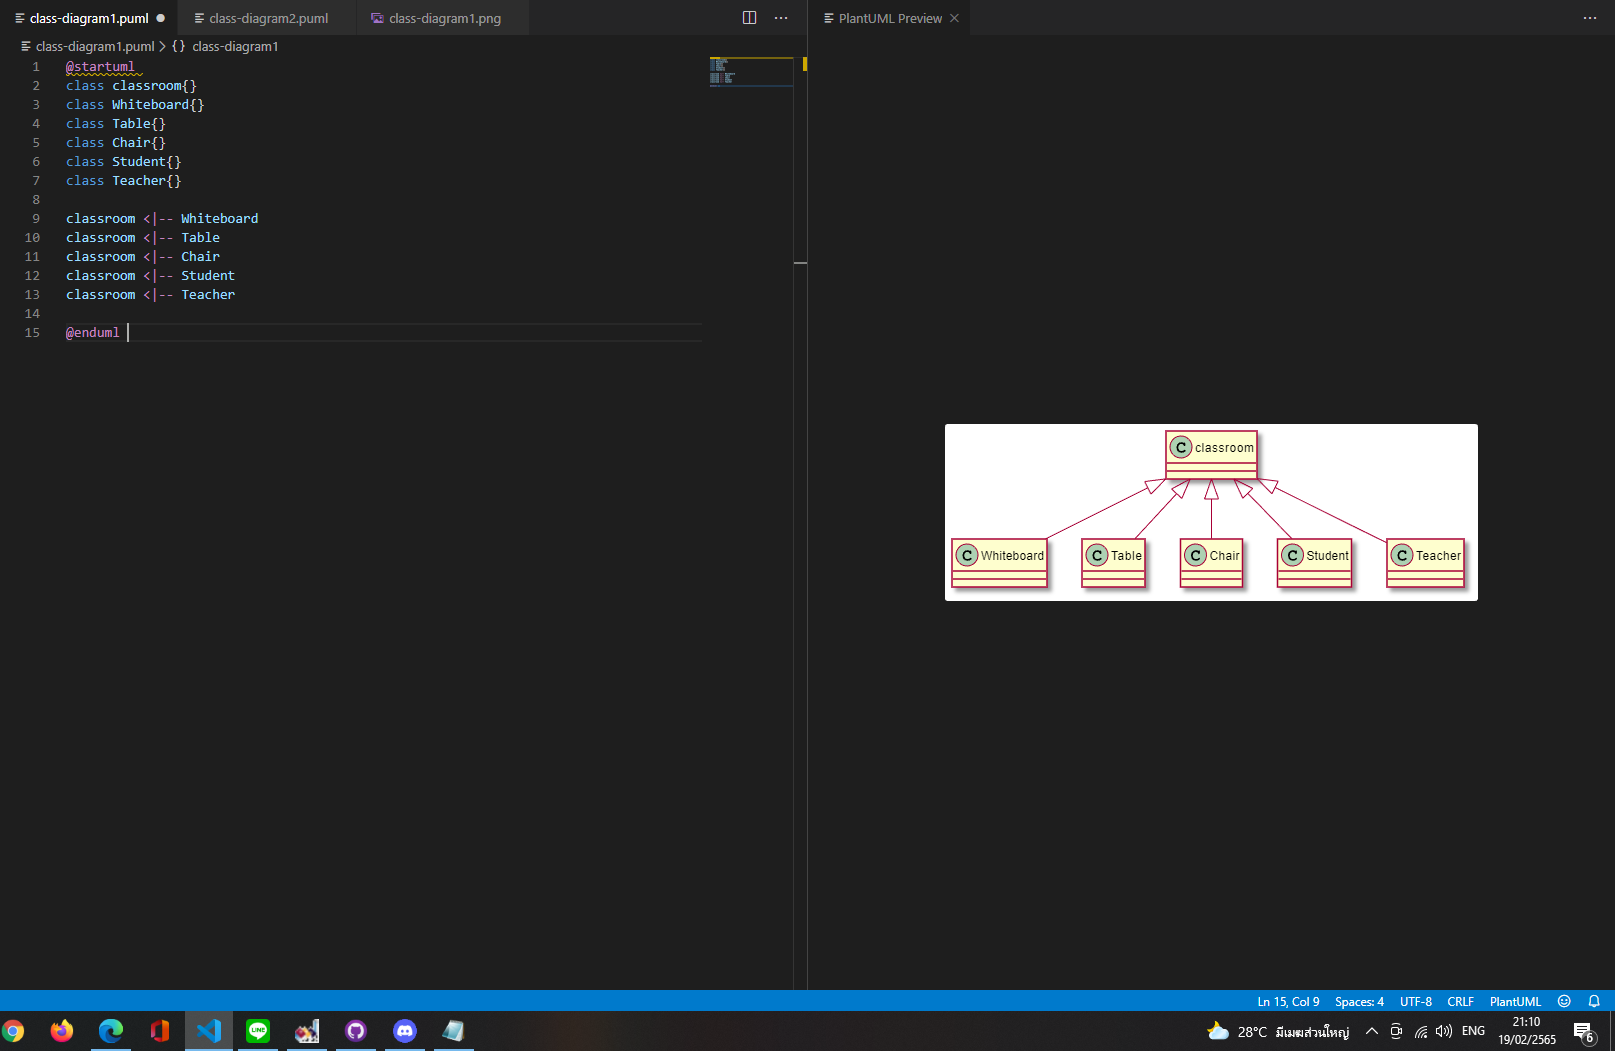 class-diagram1.puml
class-diagram2.puml
class-diagram1.png
PlantUML Preview
class-diagram1.puml > {} class-diagram1
1 @startuml
2 class classroom{}
3 class Whiteboard{}
4 class Table{}
5 class Chair{}
6 class Student{}
7 class Teacher{}
8
9 classroom <|-- Whiteboard
10 classroom <|-- Table
11 classroom <|-- Chair
12 classroom <|-- Student
13 classroom <|-- Teacher
14
15 @enduml
C classroom
C Whiteboard
C Table
C Chair
C Student
C Teacher
Ln 15, Col 9 Spaces: 4 UTF-8 CRLF PlantUML
LINE
28°C มีเมฆส่วนใหญ่
ENG
21:10
19/02/2565
6